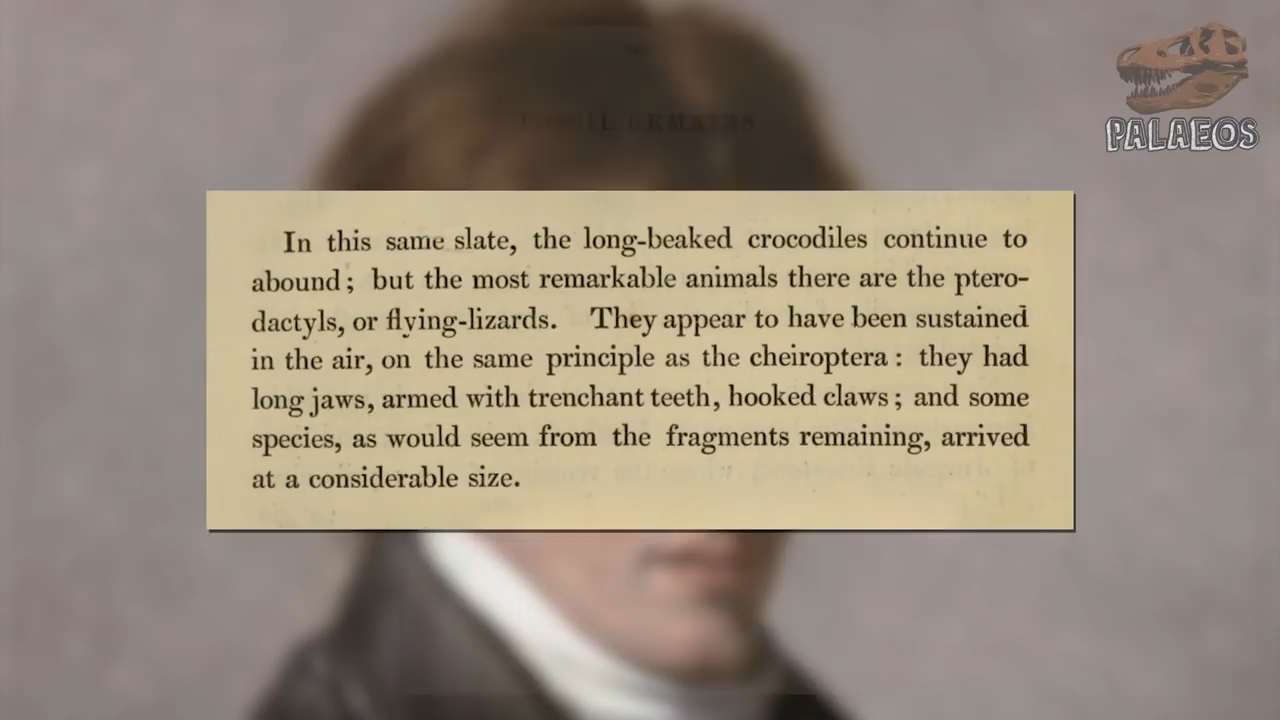 PALAEOS
In this same slate, the long-beaked crocodiles continue to
abound; but the most remarkable animals there are the ptero-
dactyls, or flying-lizards. They appear to have been sustained
in the air, on the same principle as the cheiroptera: they had
long jaws, armed with trenchant teeth, hooked claws; and some
species, as would seem from the fragments remaining, arrived
at a considerable size.